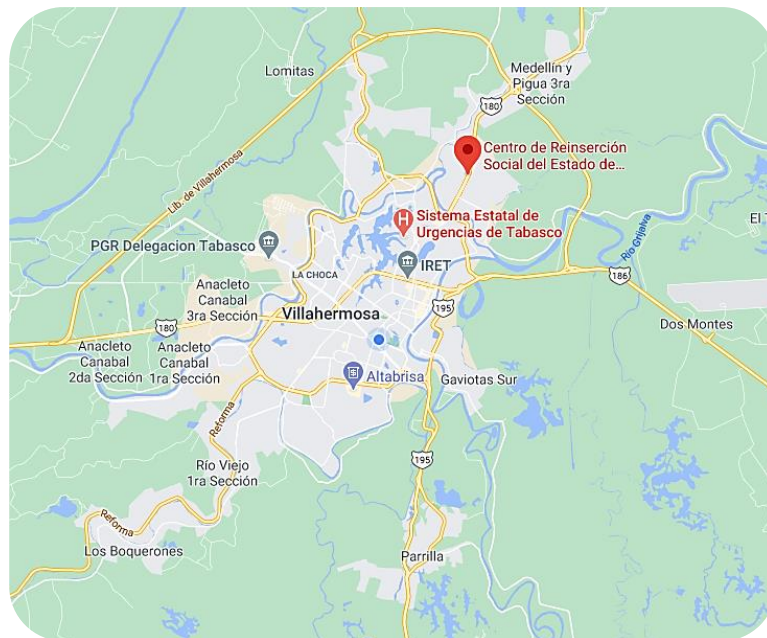 Lomitas
Medellín y
Pigua 3ra
Sección
180
Centro de Reinserción
Social del Estado de...
Lib. de Villahermosa
Sistema Estatal de
Urgencias de Tabasco
H
PGR Delegacion Tabasco
Río Grijalva
El T
LA CHOCA
IRET
186
Anacleto
Canabal
3ra Sección
195
Villahermosa
180
Dos Montes
Anacleto
Canabal
2da Sección
Anacleto
Canabal
1ra Sección
Altabrisa
Gaviotas Sur
Reforma
195
Río Viejo
1ra Sección
Reforma
Los Boquerones
Parrilla